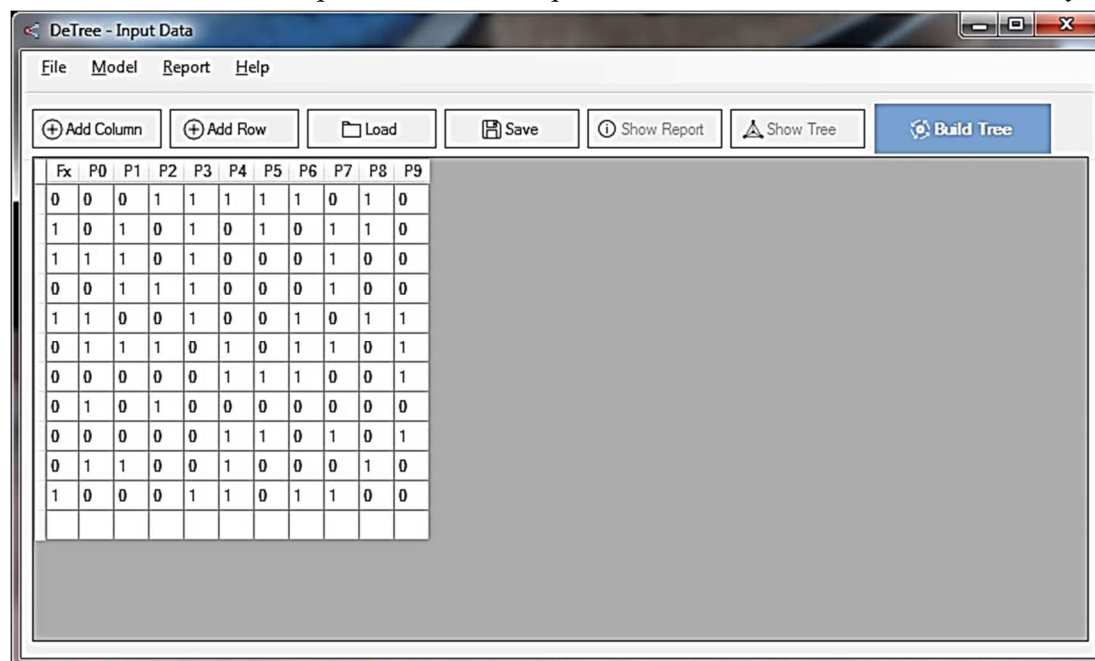 DeTree - Input Data
File Model Report Help
Add Column Add Row Load Save Show Report Show Tree Build Tree
Fx P0 P1 P2 P3 P4 P5 P6 P7 P8 P9
0 0 0 1 1 1 1 1 0 1 0
1 0 1 0 1 0 1 0 1 1 0
1 1 1 0 1 0 0 0 1 0 0
0 0 1 1 1 0 0 0 1 0 0
1 1 0 0 1 0 0 1 0 1 1
0 1 1 1 0 1 0 1 1 0 1
0 0 0 0 0 1 1 1 0 0 1
0 1 0 1 0 0 0 0 0 0 0
0 0 0 0 0 1 1 0 1 0 1
0 1 1 0 0 1 0 0 0 1 0
1 0 0 0 1 1 0 1 1 0 0